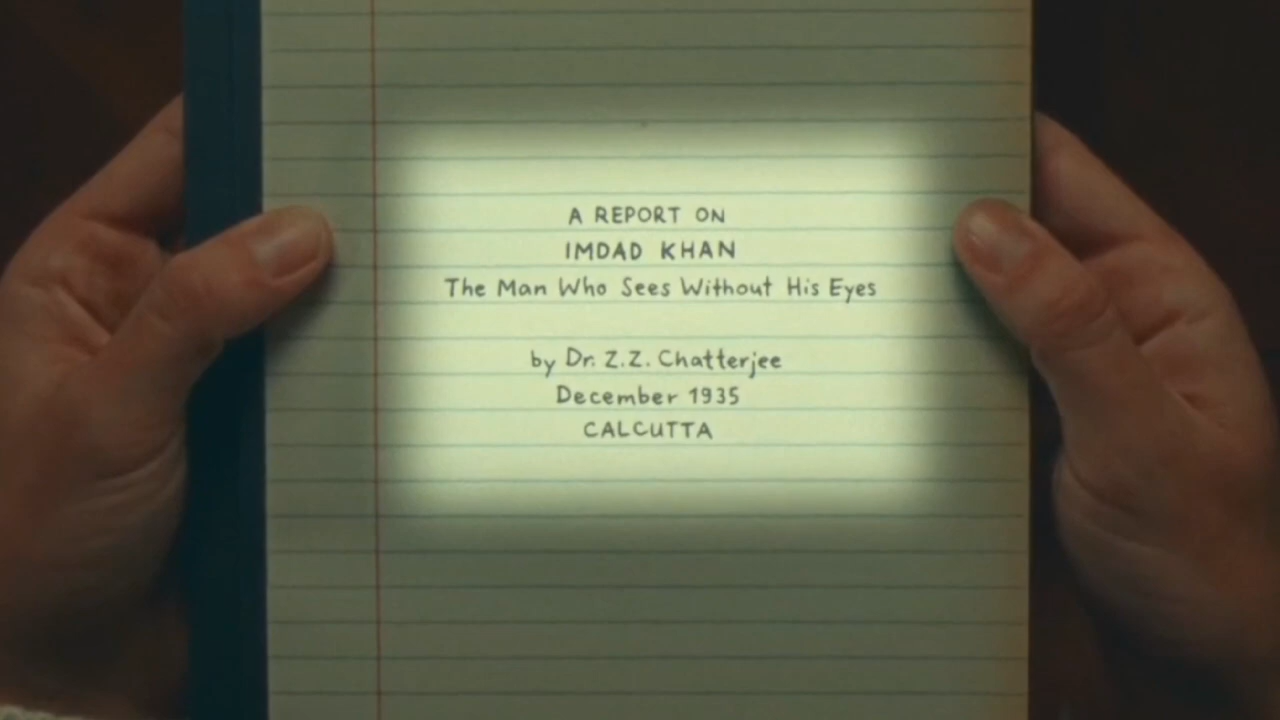 A REPORT ON
IMDAD KHAN
The Man Who Sees Without His Eyes
by Dr. Z.Z. Chatterjee
December 1935
CALCUTTA